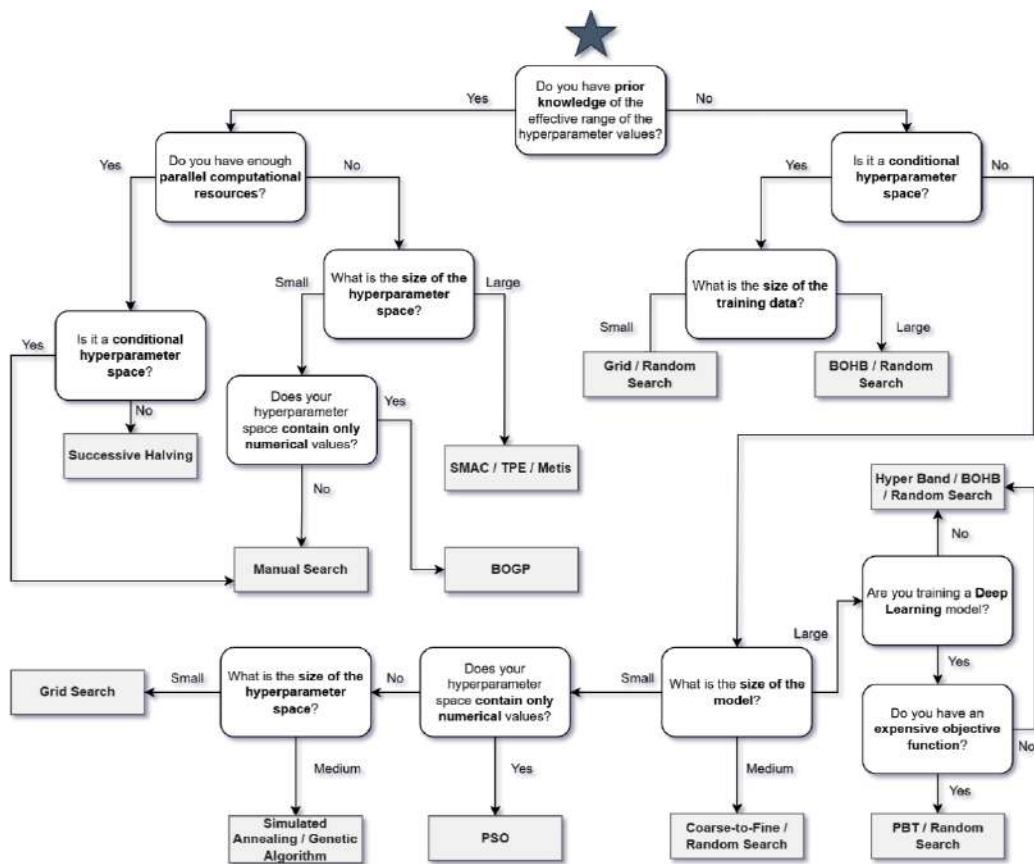 Do you have prior
knowledge of the
effective range of the
hyperparameter values?
Yes
No
Do you have enough
parallel computational
resources?
Yes
No
Is it a conditional
hyperparameter
space?
Yes
No
What is the size of the
hyperparameter
space?
Small
Large
What is the size of the
training data?
Small
Large
Is it a conditional
hyperparameter
space?
Yes
No
Grid / Random
Search
BOHB / Random
Search
Does your
hyperparameter
space contain only
numerical values?
Yes
No
Successive Halving
SMAC / TPE / Metis
Hyper Band / BOHB
/ Random Search
Manual Search
BOGP
No
Are you training a Deep
Learning model?
Large
Yes
Grid Search
Small
What is the size of the
hyperparameter
space?
No
Does your
hyperparameter
space contain only
numerical values?
Small
What is the size of the
model?
Do you have an
expensive objective
function?
No
Medium
Yes
Medium
Yes
Simulated
Annealing / Genetic
Algorithm
PSO
Coarse-to-Fine /
Random Search
PBT / Random
Search